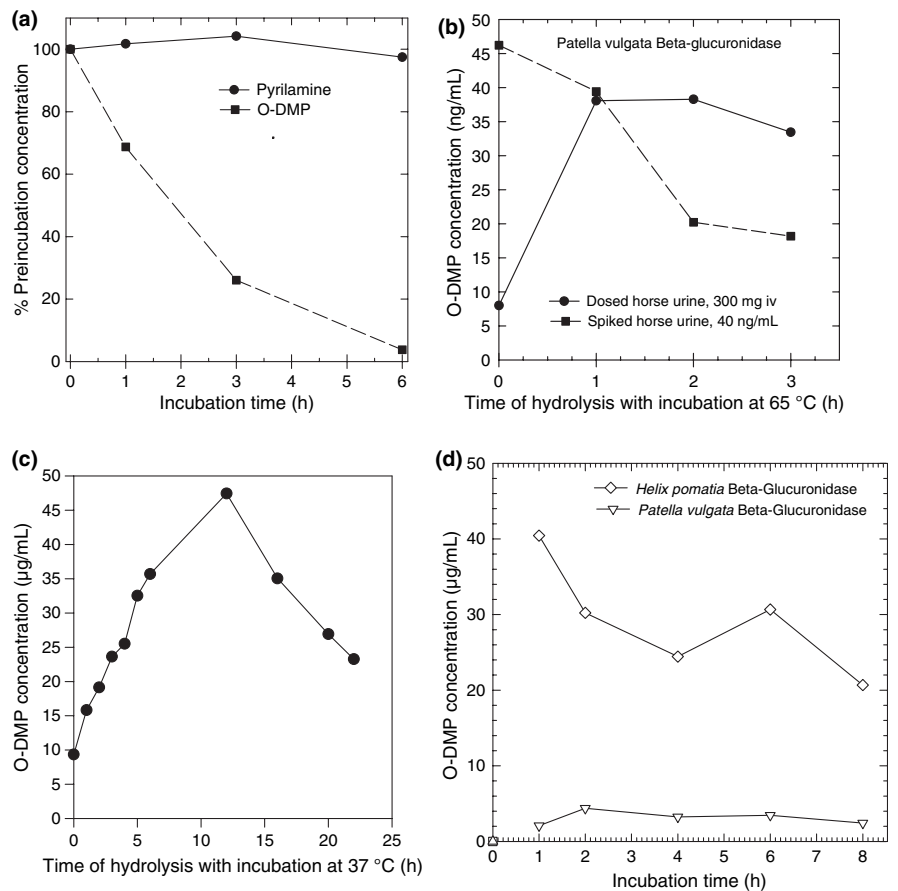 (a)
100
80
60
40
20
0
% Preincubation concentration
Pyrilamine
O-DMP
0 1 2 3 4 5 6
Incubation time (h)
(b)
50
45
40
35
30
25
20
15
10
5
0
O-DMP concentration (ng/mL)
Patella vulgata Beta-glucuronidase
Dosed horse urine, 300 mg iv
Spiked horse urine, 40 ng/mL
0 1 2 3
Time of hydrolysis with incubation at 65 °C (h)
(c)
50
45
40
35
30
25
20
15
10
5
0
O-DMP concentration (µg/mL)
0 5 10 15 20 25
Time of hydrolysis with incubation at 37 °C (h)
(d)
50
40
30
20
10
0
O-DMP concentration (µg/mL)
Helix pomatia Beta-Glucuronidase
Patella vulgata Beta-Glucuronidase
0 1 2 3 4 5 6 7 8
Incubation time (h)